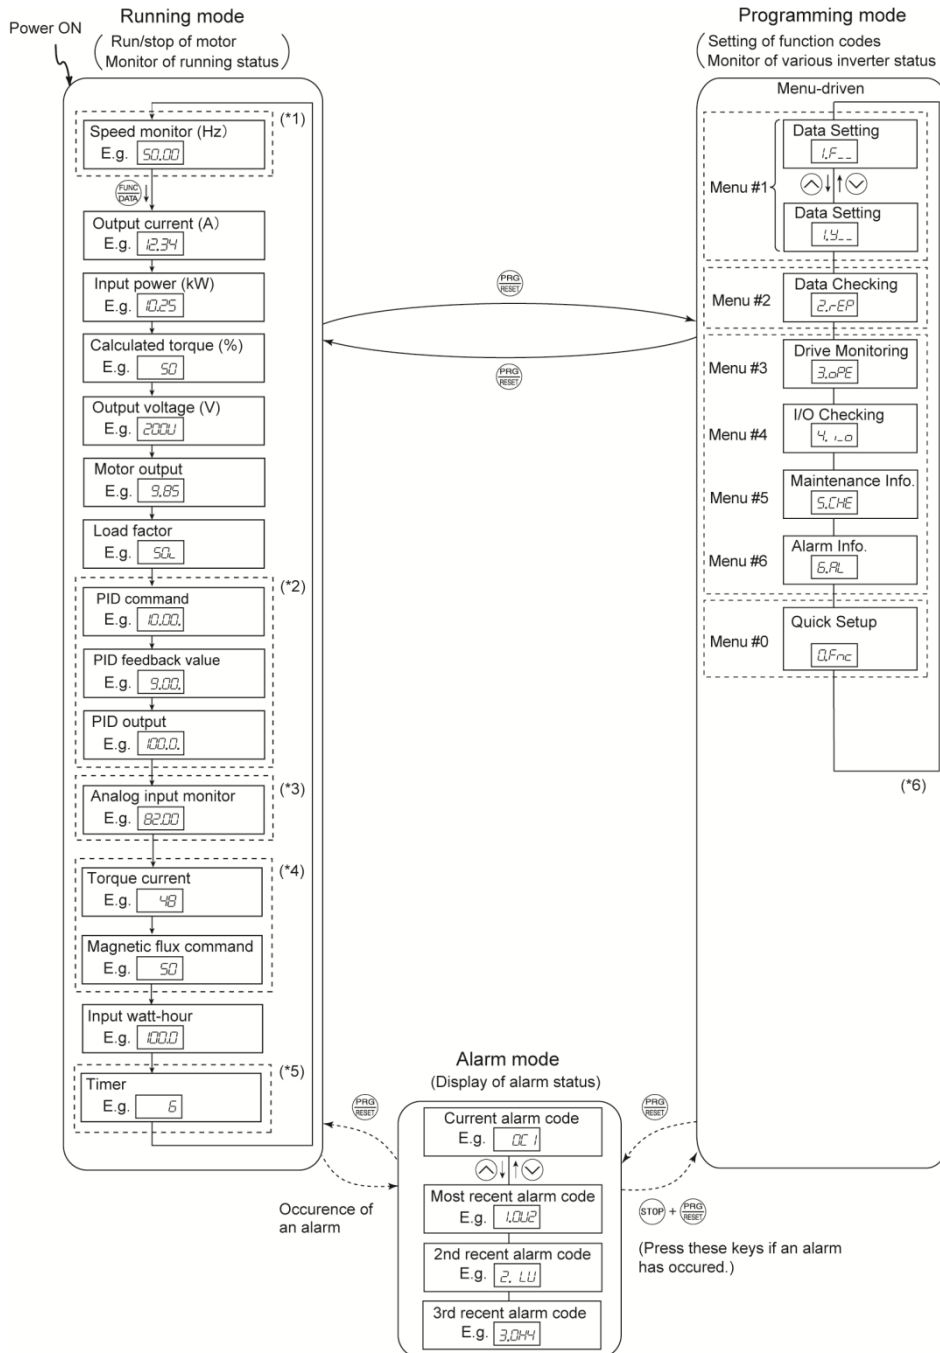 Power ON
Running mode
Run/stop of motor
Monitor of running status
(*1)
Speed monitor (Hz)
E.g. 50.00
FUNC
DATA
Output current (A)
E.g. 12.34
Input power (kW)
E.g. 10.25
Calculated torque (%)
E.g. 50
Output voltage (V)
E.g. 200U
Motor output
E.g. 9.85
Load factor
E.g. 50L
(*2)
PID command
E.g. 10.00.
PID feedback value
E.g. 9.00.
PID output
E.g. 100.0.
(*3)
Analog input monitor
E.g. 82.00
(*4)
Torque current
E.g. 48
Magnetic flux command
E.g. 50
Input watt-hour
E.g. 100.0
(*5)
Timer
E.g. 6
PRG
RESET
PRG
RESET
Programming mode
Setting of function codes
Monitor of various inverter status
Menu-driven
Menu #1
Data Setting
1.F__
Data Setting
1.y__
Menu #2
Data Checking
2.rEP
Menu #3
Drive Monitoring
3.oPE
Menu #4
I/O Checking
4.i_o
Menu #5
Maintenance Info.
5.CHE
Menu #6
Alarm Info.
6.AL
Menu #0
Quick Setup
0.Fnc
(*6)
Alarm mode
(Display of alarm status)
PRG
RESET
PRG
RESET
Current alarm code
E.g. OC1
Most recent alarm code
E.g. 1.OU2
2nd recent alarm code
E.g. 2. LU
3rd recent alarm code
E.g. 3.OH4
Occurence of
an alarm
STOP + PRG
RESET
(Press these keys if an alarm
has occured.)